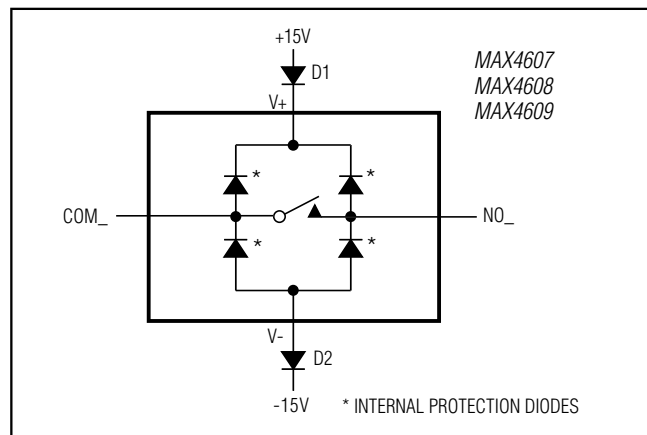 +15V
D1
MAX4607
MAX4608
MAX4609
V+
*
*
COM_
NO_
*
*
V-
D2
-15V
* INTERNAL PROTECTION DIODES